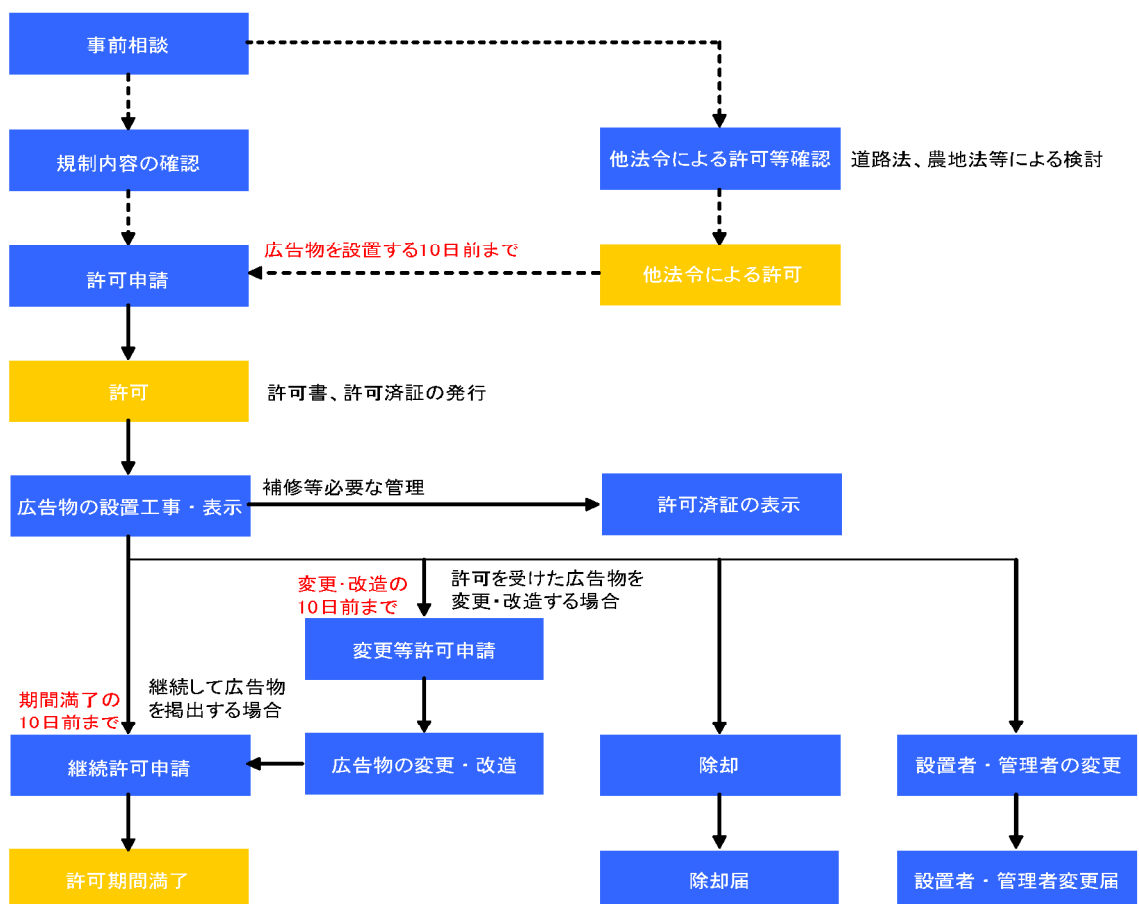 事前相談
規制内容の確認
他法令による許可等確認
道路法、農地法等による検討
許可申請
広告物を設置する10日前まで
他法令による許可
許可
許可書、許可済証の発行
広告物の設置工事・表示
補修等必要な管理
許可済証の表示
変更・改造の
10日前まで
許可を受けた広告物を
変更・改造する場合
変更等許可申請
期間満了の
10日前まで
継続して広告物
を掲出する場合
継続許可申請
広告物の変更・改造
除却
設置者・管理者の変更
許可期間満了
除却届
設置者・管理者変更届